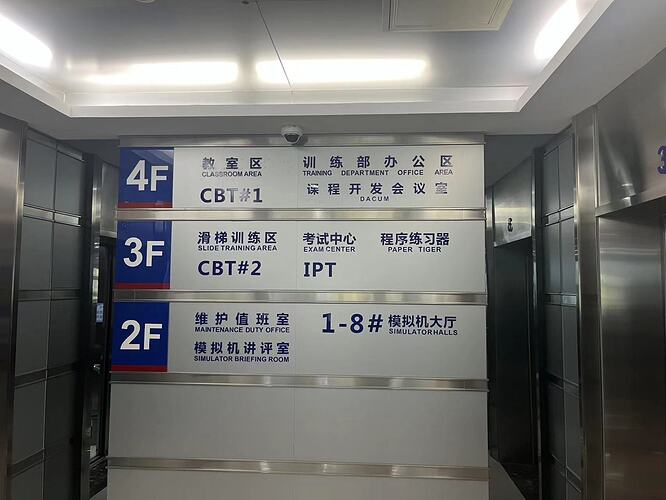 4F
教室区
CLASSROOM AREA
CBT#1
训练部办公区
TRAINING DEPARTMENT OFFICE AREA
课程开发会议室
DACUM
3F
滑梯训练区
SLIDE TRAINING AREA
CBT#2
考试中心
EXAM CENTER
IPT
程序练习器
PAPER TIGER
2F
维护值班室
MAINTENANCE DUTY OFFICE
模拟机讲评室
SIMULATOR BRIEFING ROOM
1-8# 模拟机大厅
SIMULATOR HALLS